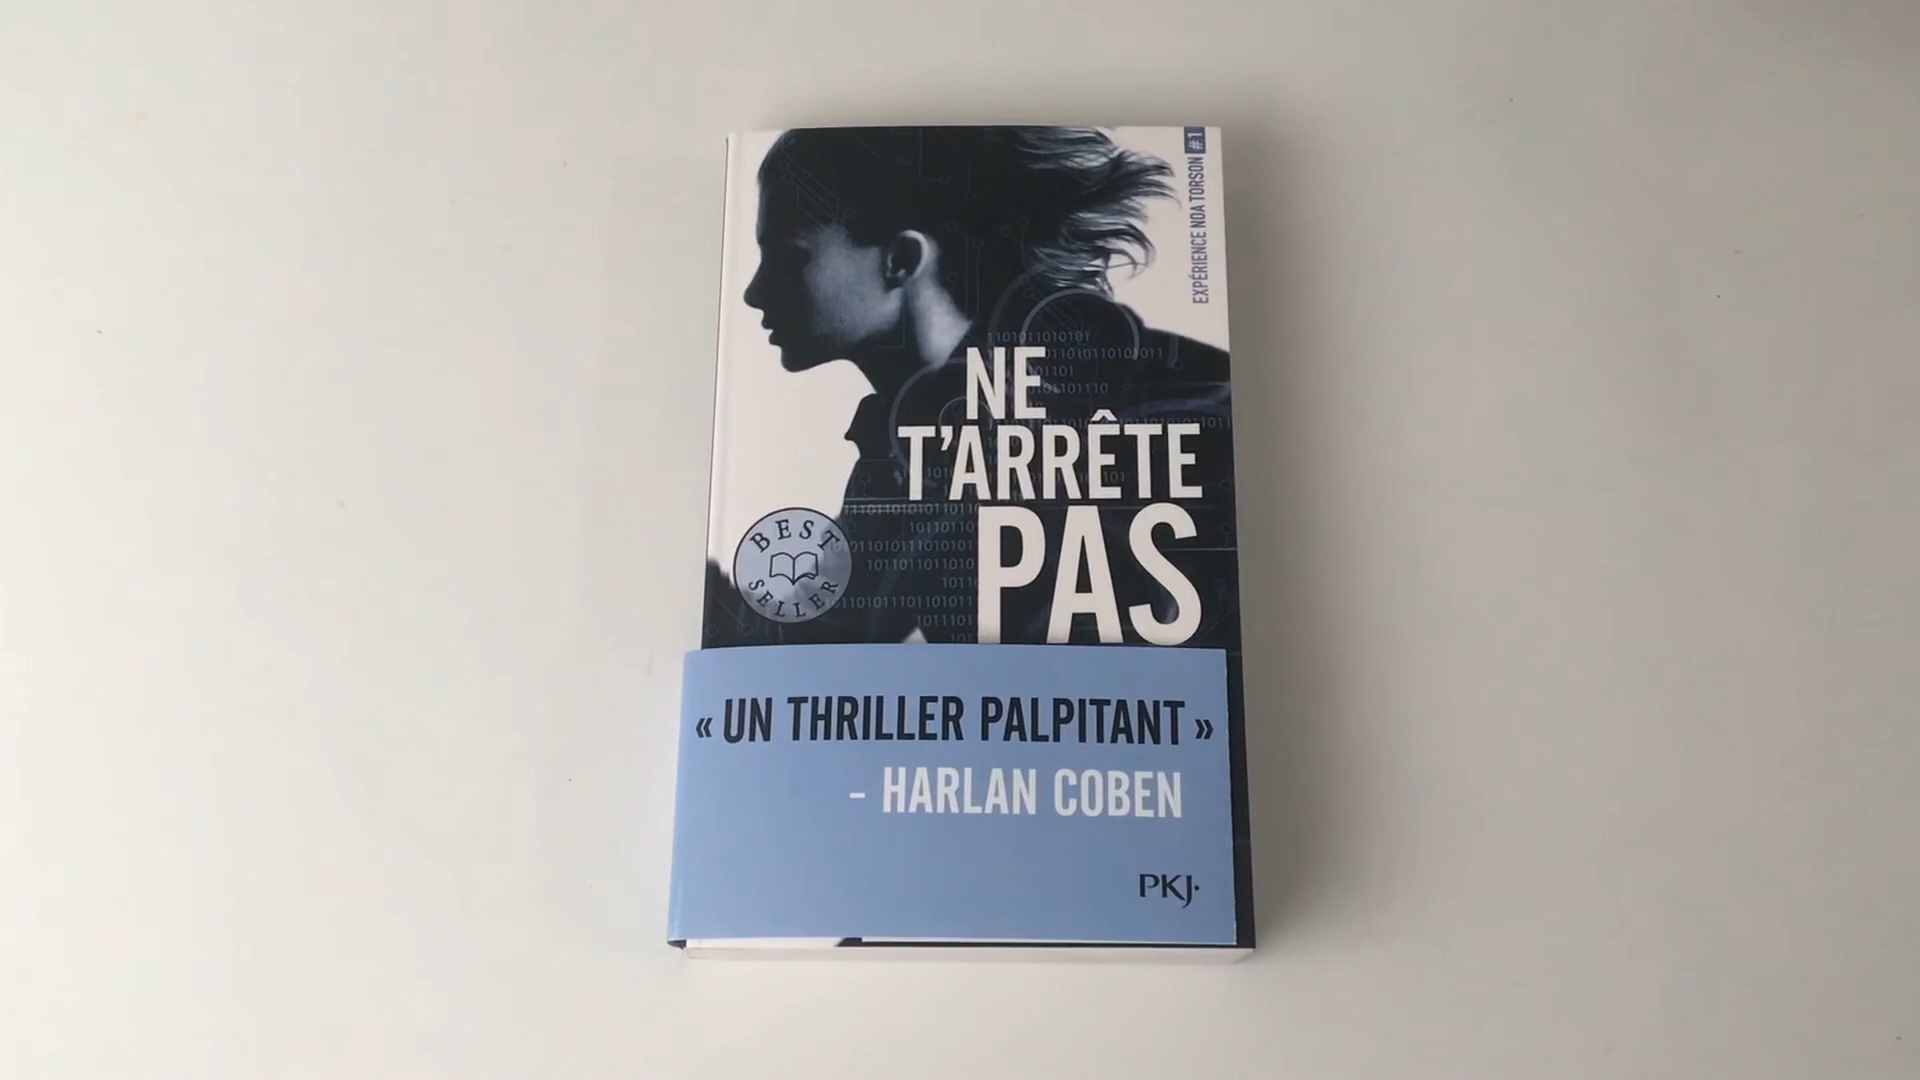 EXPÉRIENCE NOA TORSON #1
NE
T'ARRÊTE
PAS
BEST
SELLER
« UN THRILLER PALPITANT »
- HARLAN COBEN
PKJ.